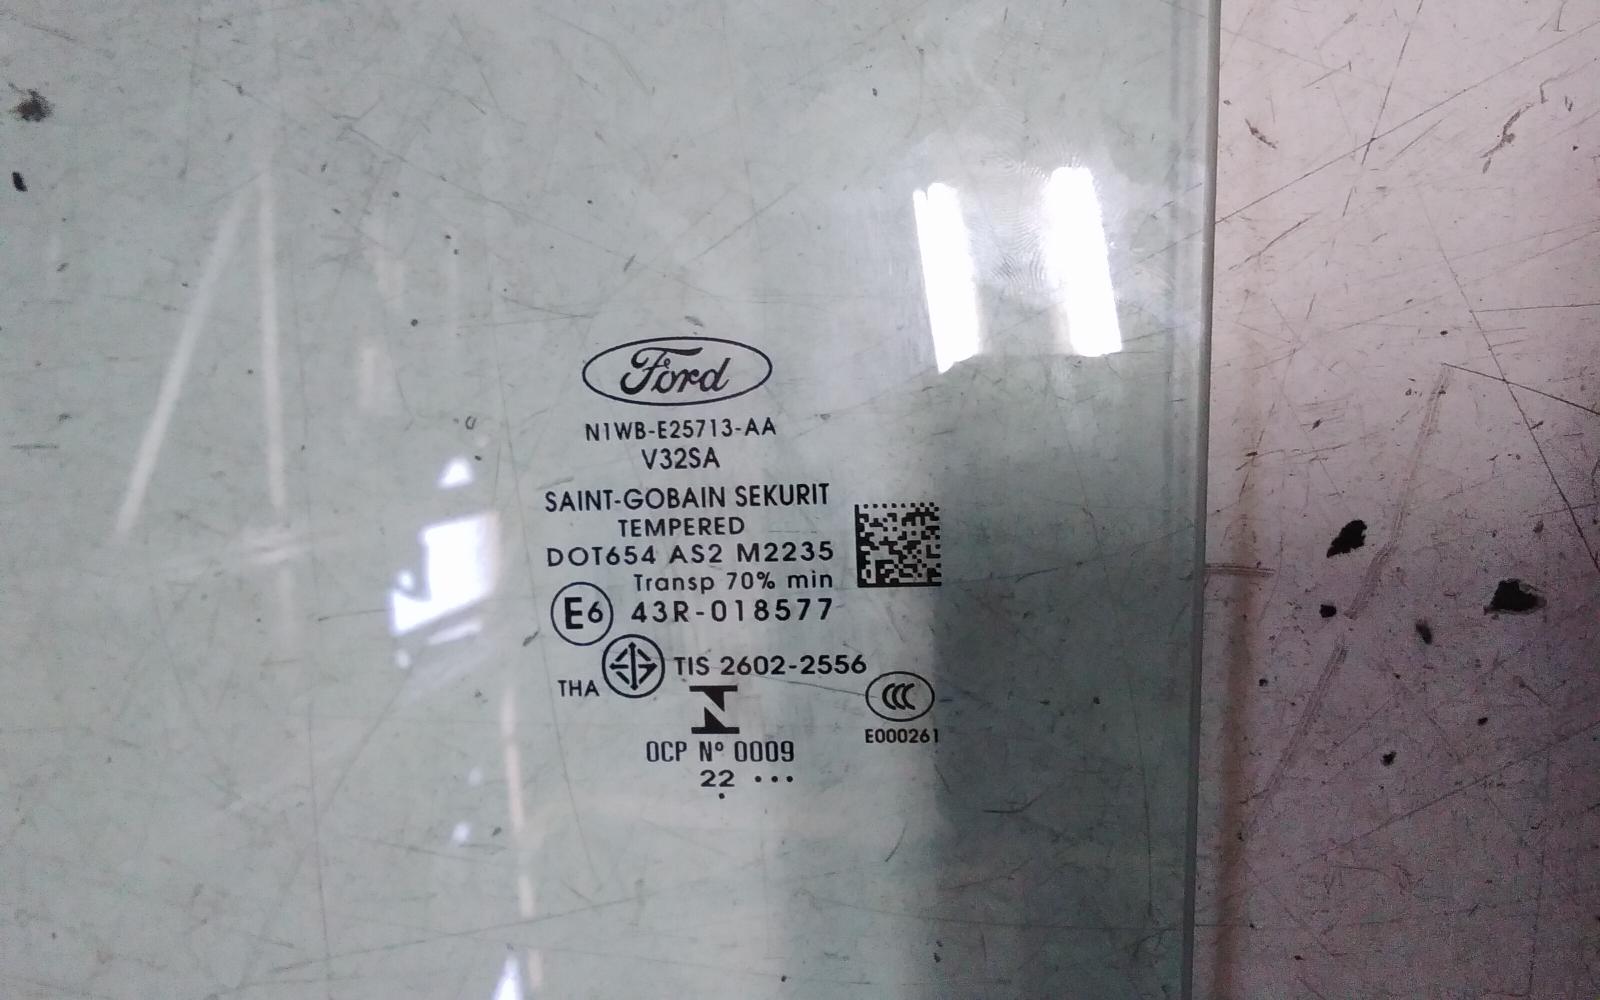 Ford
N1WB-E25713-AA
V32SA
SAINT-GOBAIN SEKURIT
TEMPERED
DOT654 AS2 M2235
Transp 70% min
E6 43R-018577
THA TIS 2602-2556
CCC
E000261
OCP Nº 0009
22 ...
.